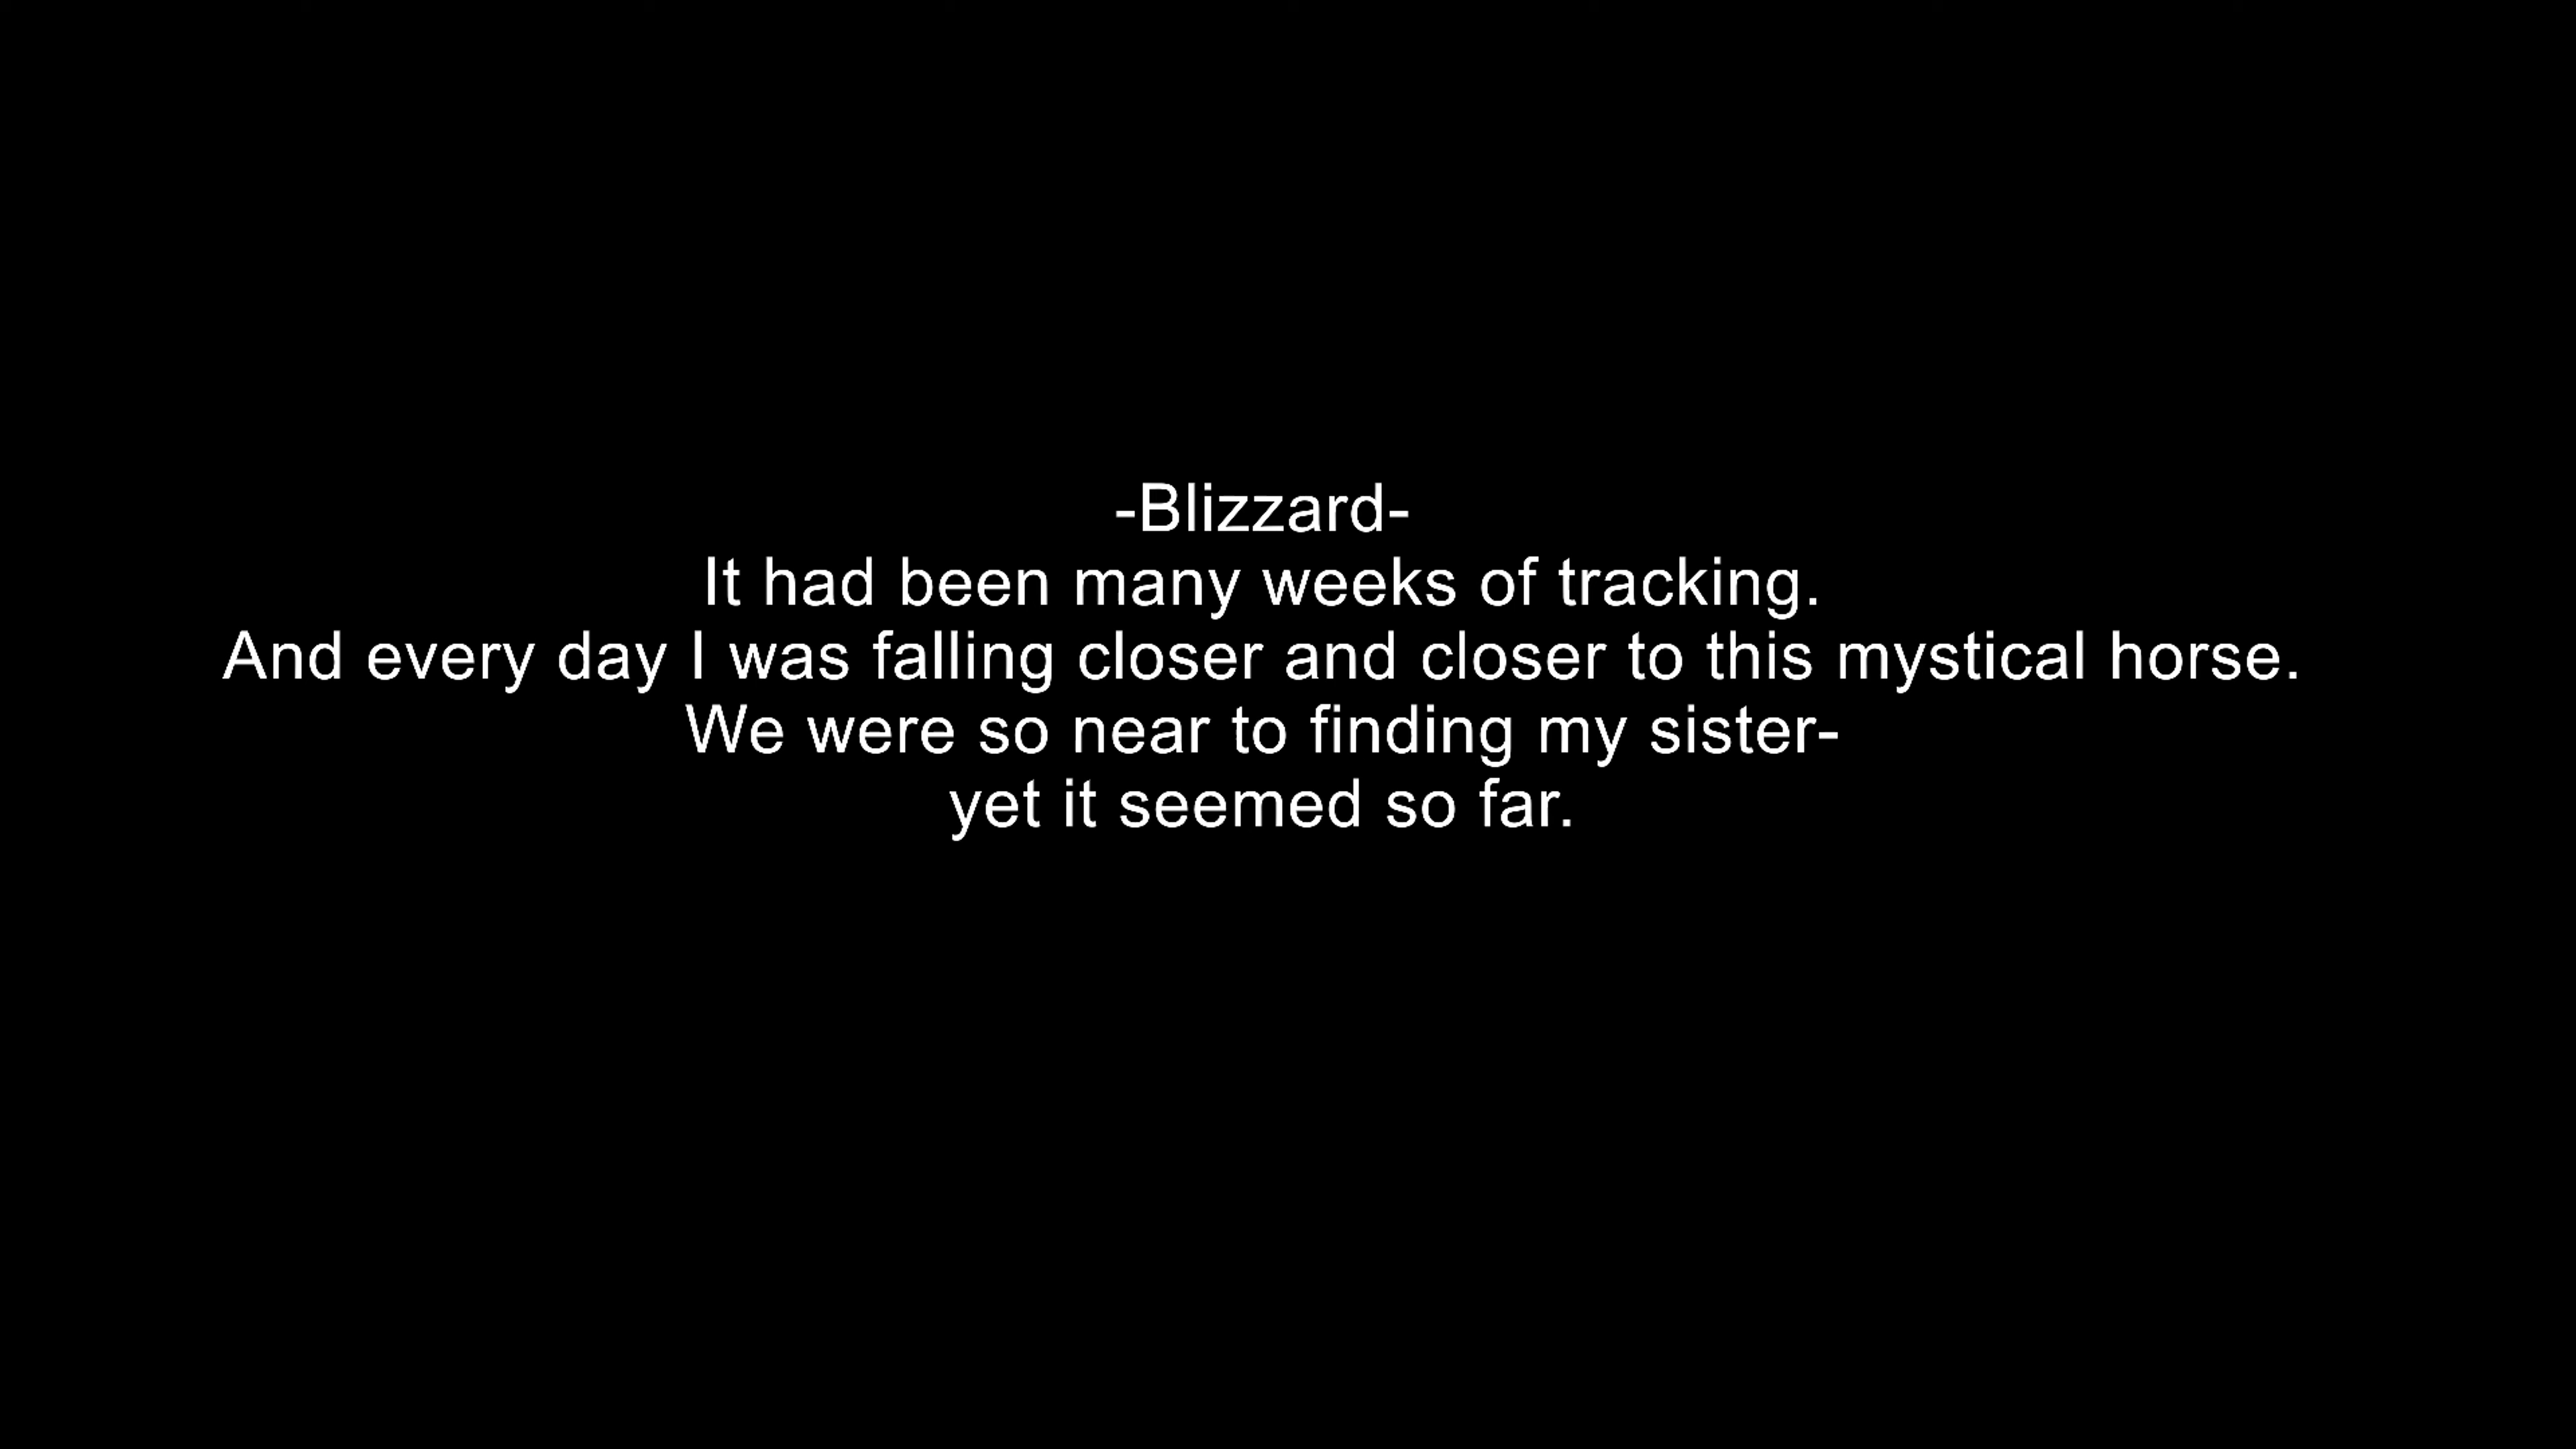 -Blizzard-
It had been many weeks of tracking.
And every day I was falling closer and closer to this mystical horse.
We were so near to finding my sister-
yet it seemed so far.